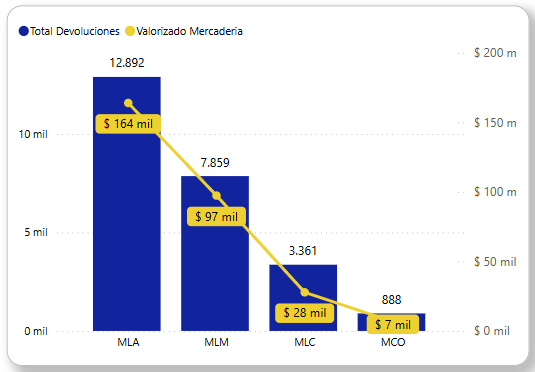 Total Devoluciones Valorizado Mercaderia
12.892
7.859
3.361
888
$ 164 mil
$ 97 mil
$ 28 mil
$ 7 mil
10 mil
5 mil
0 mil
$ 200 m
$ 150 m
$ 100 m
$ 50 mil
$ 0 mil
MLA MLM MLC MCO